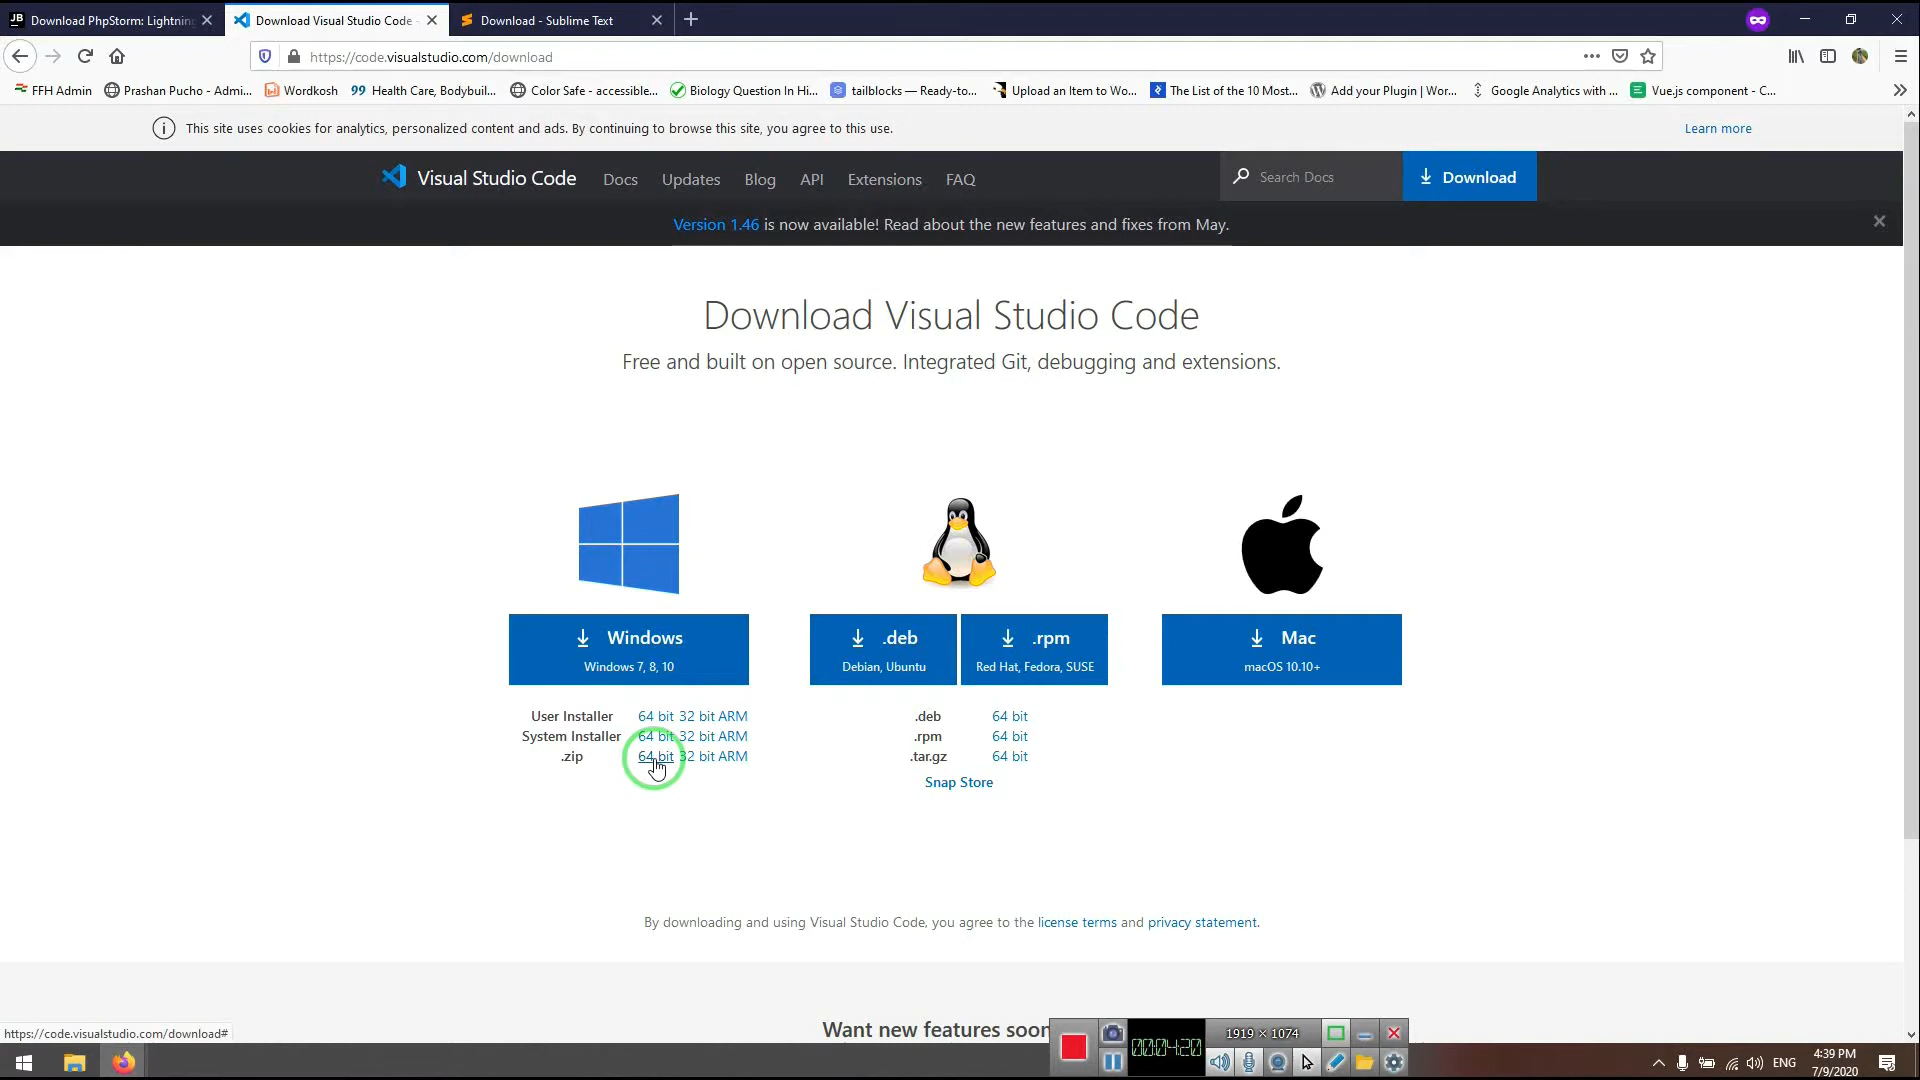 JB Download PhpStorm: Lightnin
Download Visual Studio Code -
Download - Sublime Text
https://code.visualstudio.com/download
FFH Admin
Prashan Pucho - Admi...
Wordkosh
Health Care, Bodybuil...
Color Safe - accessible...
Biology Question In Hi...
tailblocks — Ready-to...
Upload an Item to Wo...
The List of the 10 Most...
Add your Plugin | Wor...
Google Analytics with ...
Vue.js component - C...
This site uses cookies for analytics, personalized content and ads. By continuing to browse this site, you agree to this use.
Learn more
Visual Studio Code Docs Updates Blog API Extensions FAQ
Search Docs
Download
Version 1.46 is now available! Read about the new features and fixes from May.
Download Visual Studio Code
Free and built on open source. Integrated Git, debugging and extensions.
Windows
Windows 7, 8, 10
.deb
Debian, Ubuntu
.rpm
Red Hat, Fedora, SUSE
Mac
macOS 10.10+
User Installer 64 bit 32 bit ARM
System Installer 64 bit 32 bit ARM
.zip 64 bit 32 bit ARM
.deb 64 bit
.rpm 64 bit
.tar.gz 64 bit
Snap Store
By downloading and using Visual Studio Code, you agree to the license terms and privacy statement.
Want new features soon
https://code.visualstudio.com/download#
00:04:20
1919 × 1074
ENG
4:39 PM
7/9/2020